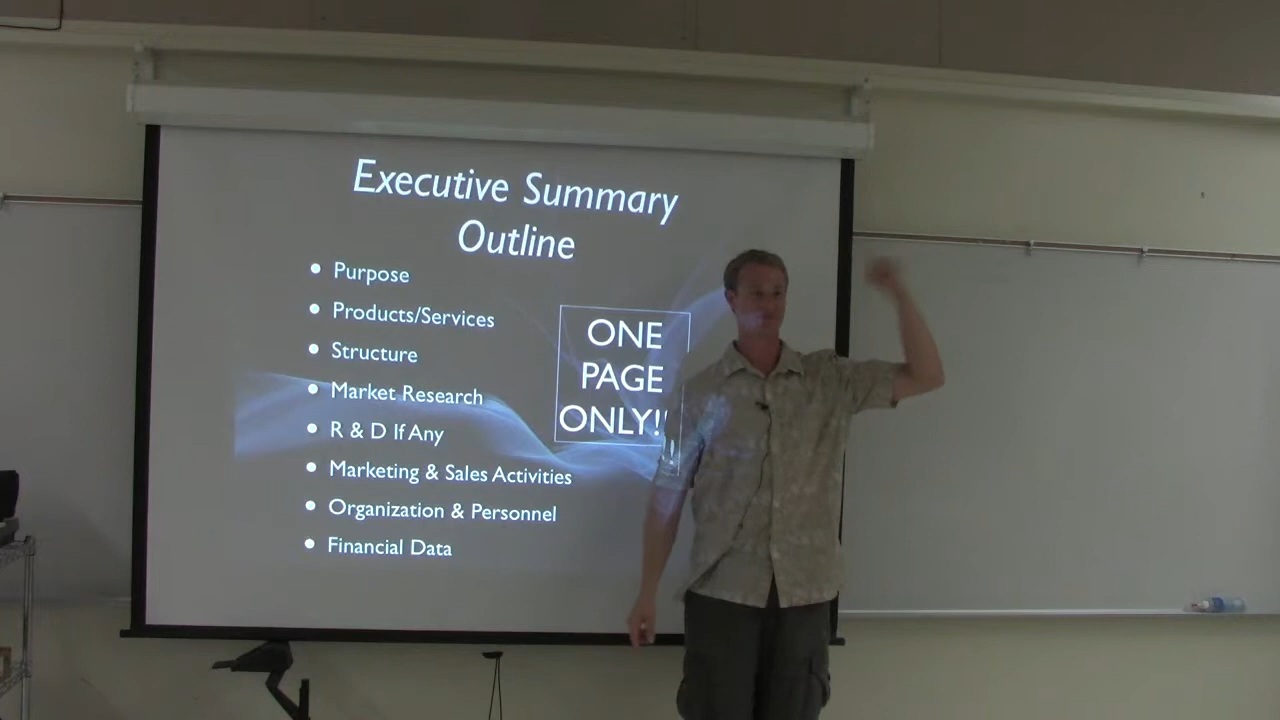 Executive Summary
Outline
Purpose
Products/Services
Structure
Market Research
R & D If Any
Marketing & Sales Activities
Organization & Personnel
Financial Data
ONE
PAGE
ONLY!!